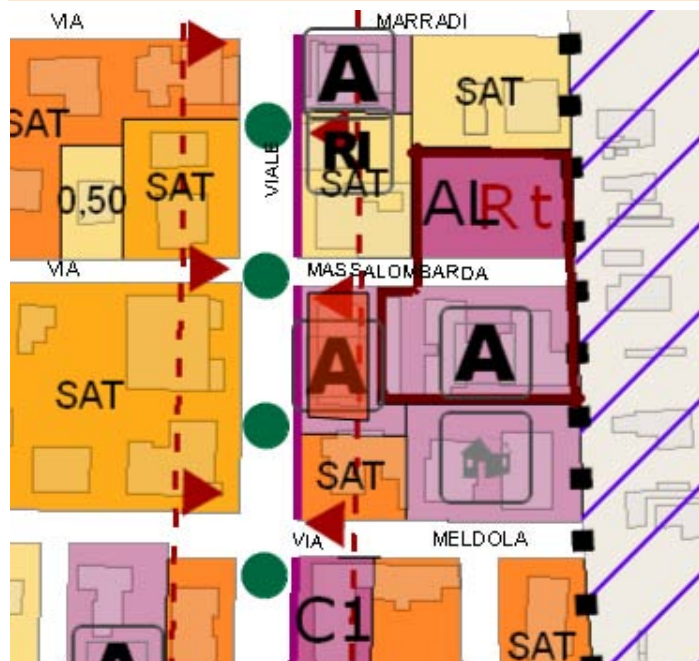 VIA MARRADI
A
SAT
SAT
VIALE
RI
0,50 SAT SAT
AL Rt
VIA MASSALOMBARDA
A
A
SAT
SAT
VIA MELDOLA
C1
SAT
A